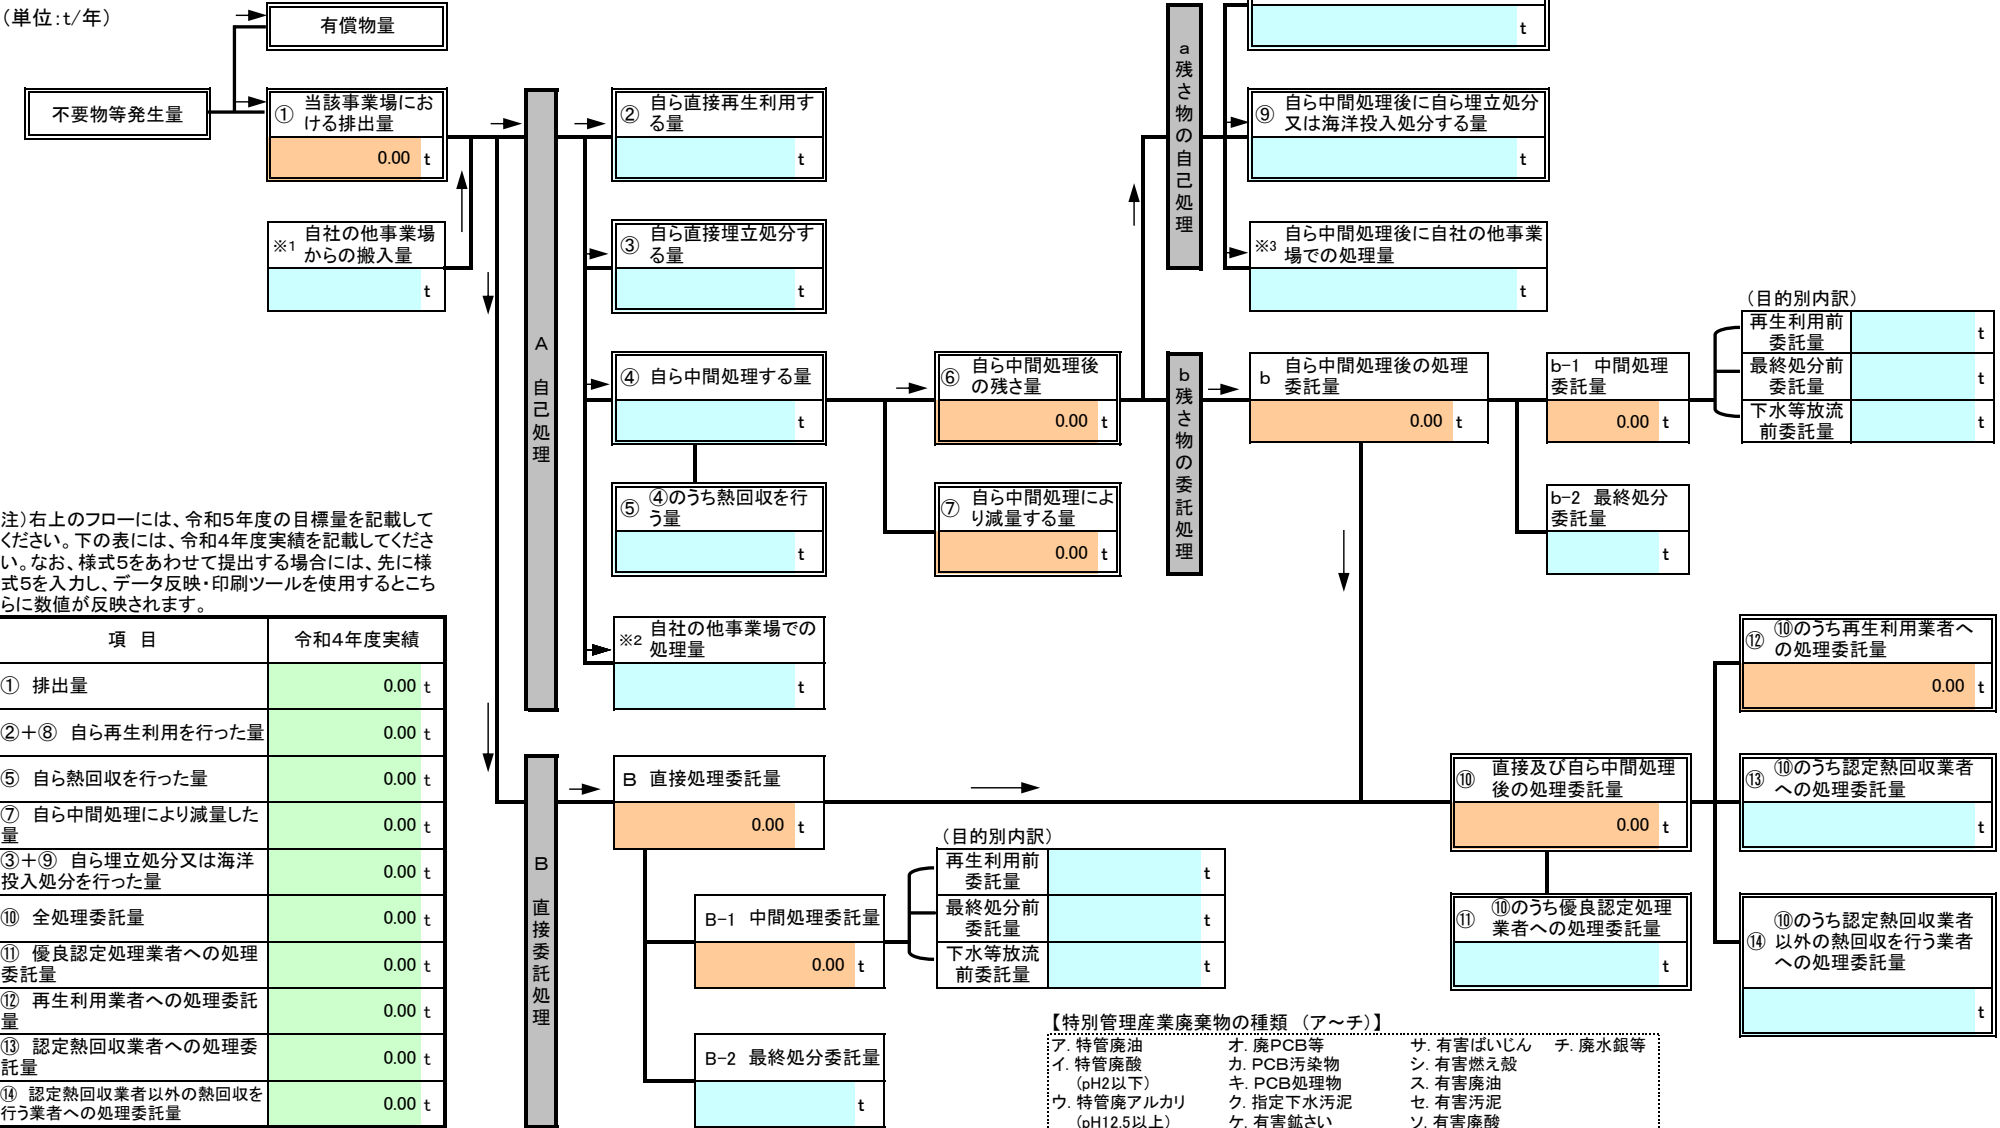 （単位:t/年）
有償物量
t
不要物等発生量
① 当該事業場にお
ける排出量
0.00 t
※1 自社の他事業場
からの搬入量
t
A 自己処理
② 自ら直接再生利用す
る量
t
③ 自ら直接埋立処分す
る量
t
④ 自ら中間処理する量
t
⑤ ④のうち熱回収を行
う量
t
※2 自社の他事業場での
処理量
t
⑥ 自ら中間処理後
の残さ量
0.00 t
⑦ 自ら中間処理によ
り減量する量
0.00 t
a残さ物の自己処理
⑨ 自ら中間処理後に自ら埋立処分
又は海洋投入処分する量
t
※3 自ら中間処理後に自社の他事業
場での処理量
t
b残さ物の委託処理
b 自ら中間処理後の処理
委託量
0.00 t
b-1 中間処理
委託量
0.00 t
b-2 最終処分
委託量
t
（目的別内訳）
再生利用前
委託量
t
最終処分前
委託量
t
下水等放流
前委託量
t
注）右上のフローには、令和5年度の目標量を記載して
ください。下の表には、令和4年度実績を記載してくださ
い。なお、様式5をあわせて提出する場合には、先に様
式5を入力し、データ反映・印刷ツールを使用するとこち
らに数値が反映されます。
項 目 令和4年度実績
① 排出量 0.00 t
②＋⑧ 自ら再生利用を行った量 0.00 t
⑤ 自ら熱回収を行った量 0.00 t
⑦ 自ら中間処理により減量した
量 0.00 t
③＋⑨ 自ら埋立処分又は海洋
投入処分を行った量 0.00 t
⑩ 全処理委託量 0.00 t
⑪ 優良認定処理業者への処理
委託量 0.00 t
⑫ 再生利用業者への処理委託
量 0.00 t
⑬ 認定熱回収業者への処理委
託量 0.00 t
⑭ 認定熱回収業者以外の熱回収を
行う業者への処理委託量 0.00 t
B 直接委託処理
B 直接処理委託量
0.00 t
B-1 中間処理委託量
0.00 t
B-2 最終処分委託量
t
（目的別内訳）
再生利用前
委託量
t
最終処分前
委託量
t
下水等放流
前委託量
t
⑩ 直接及び自ら中間処理
後の処理委託量
0.00 t
⑪ ⑩のうち優良認定処理
業者への処理委託量
t
⑫ ⑩のうち再生利用業者へ
の処理委託量
0.00 t
⑬ ⑩のうち認定熱回収業者
への処理委託量
t
⑭ ⑩のうち認定熱回収業者
以外の熱回収を行う業者
への処理委託量
t
【特別管理産業廃棄物の種類 （ア～チ）】
ア. 特管廃油 オ. 廃PCB等 サ. 有害ばいじん チ. 廃水銀等
イ. 特管廃酸 カ. PCB汚染物 シ. 有害燃え殻
（pH2以下） キ. PCB処理物 ス. 有害廃油
ウ. 特管廃アルカリ ク. 指定下水汚泥 セ. 有害汚泥
（pH12.5以上） ケ. 有害鉱さい ソ. 有害廃酸